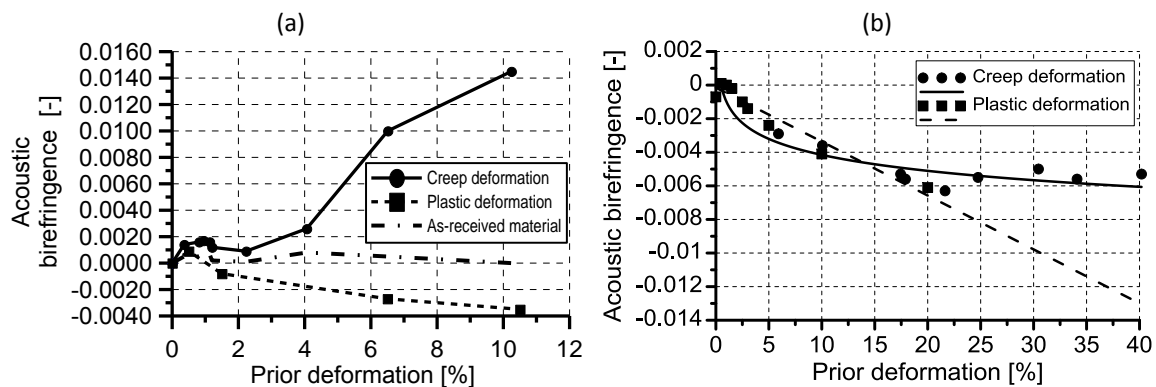 (a)
0.0160
0.0140
0.0120
0.0100
0.0080
0.0060
0.0040
0.0020
0.0000
-0.0020
-0.0040
Acoustic
birefringence [-]
Creep deformation
Plastic deformation
As-received material
0 2 4 6 8 10 12
Prior deformation [%]
(b)
0.002
0
-0.002
-0.004
-0.006
-0.008
-0.01
-0.012
-0.014
Acoustic birefringence [-]
Creep deformation
Plastic deformation
0 5 10 15 20 25 30 35 40
Prior deformation [%]